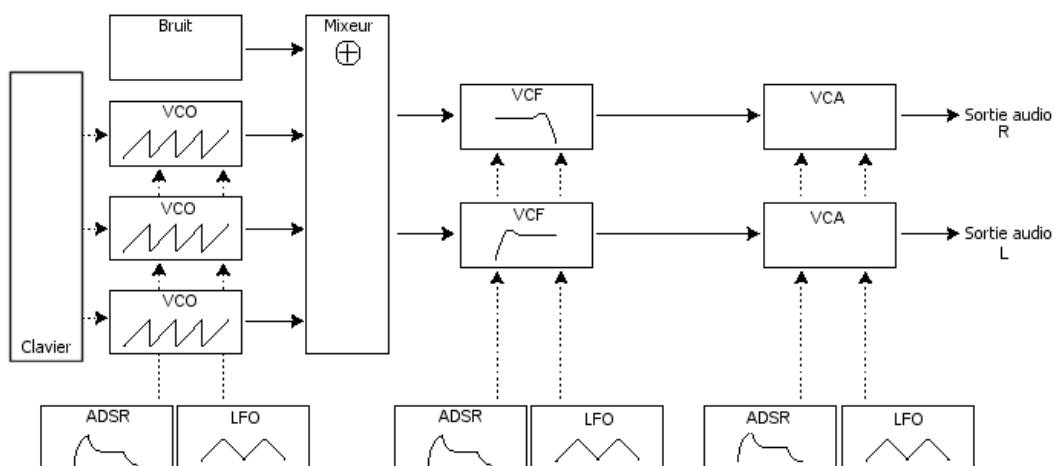 Bruit
Mixeur
VCO
VCF
VCA
Sortie audio
R
VCO
VCF
VCA
Sortie audio
L
VCO
Clavier
ADSR
LFO
ADSR
LFO
ADSR
LFO